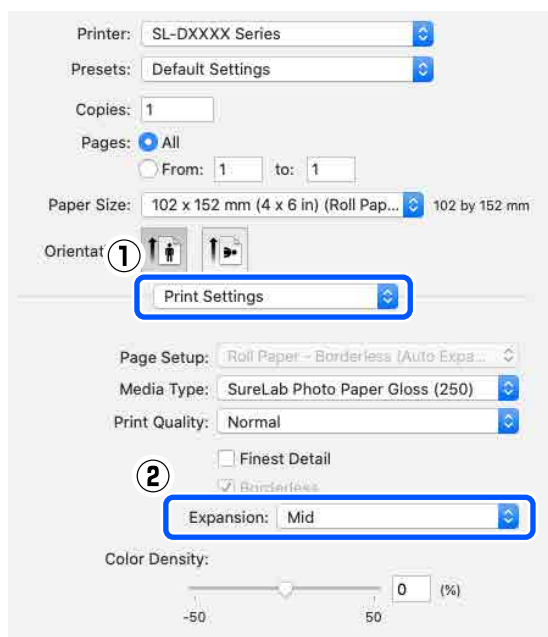 Printer: SL-DXXXX Series
Presets: Default Settings
Copies: 1
Pages: All
From: 1 to: 1
Paper Size: 102 x 152 mm (4 x 6 in) (Roll Pap... 102 by 152 mm
Orientat
①
Print Settings
Page Setup: Roll Paper - Borderless (Auto Expa...
Media Type: SureLab Photo Paper Gloss (250)
Print Quality: Normal
Finest Detail
②
Borderless
Expansion: Mid
Color Density:
0 (%)
-50 50